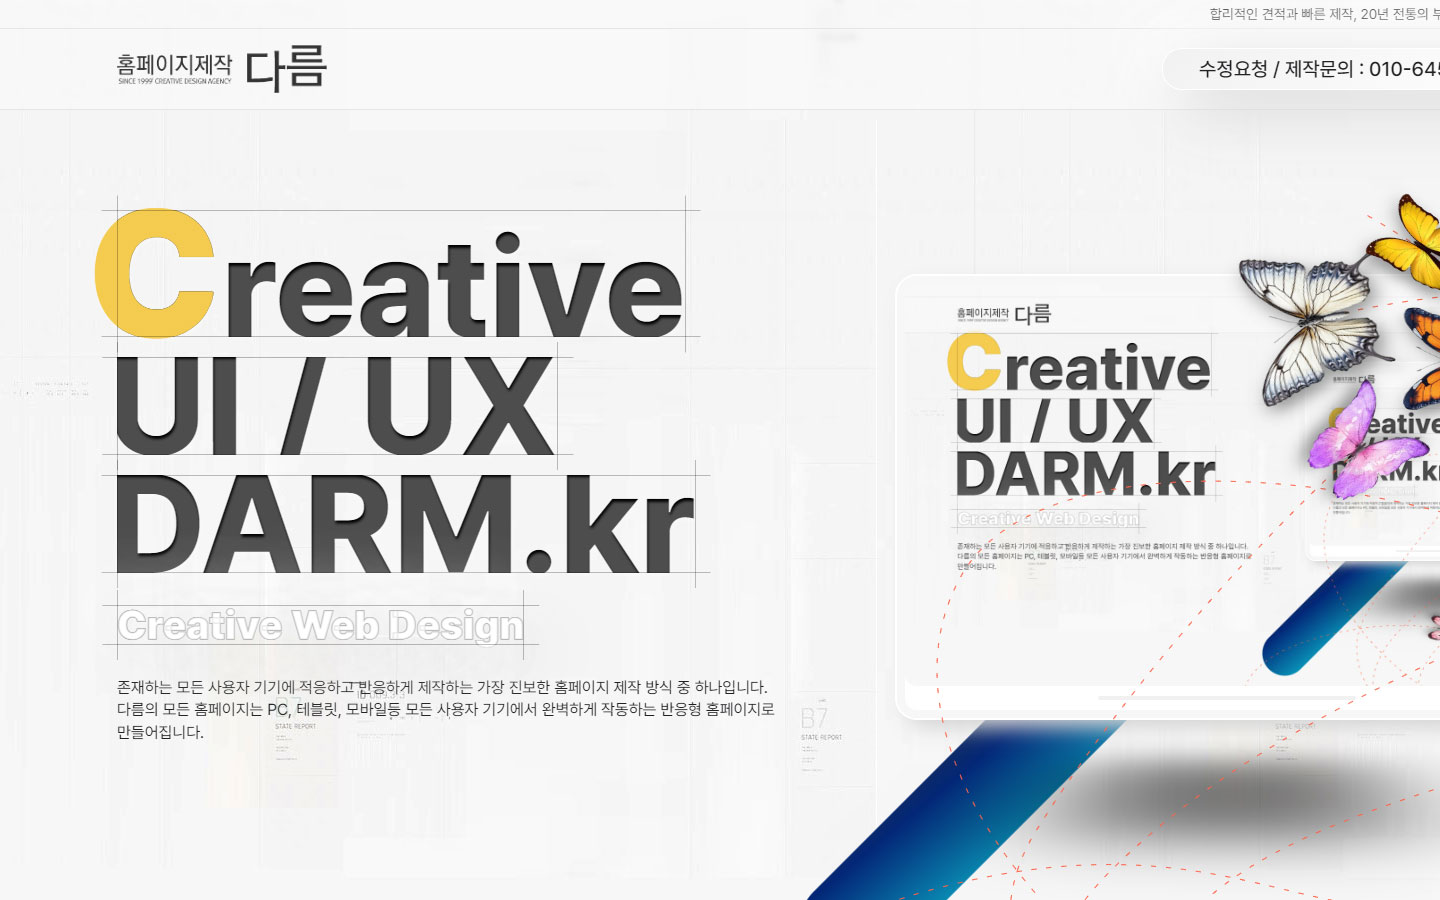 합리적인 견적과 빠른 제작, 20년 전통의
홈페이지제작 다름
SINCE 1999' CREATIVE DESIGN AGENCY
수정요청 / 제작문의 : 010-645
Creative
UI / UX
DARM.kr
Creative Web Design
존재하는 모든 사용자 기기에 적응하고 반응하게 제작하는 가장 진보한 홈페이지 제작 방식 중 하나입니다.
다름의 모든 홈페이지는 PC, 테블릿, 모바일등 모든 사용자 기기에서 완벽하게 작동하는 반응형 홈페이지로
만들어집니다.
STATE REPORT
B7
STATE REPORT
홈페이지제작 다름
Creative
UI / UX
DARM.kr
Creative Web Design
존재하는 모든 사용자 기기에 적응하고 반응하게 제작하는 가장 진보한 홈페이지 제작 방식 중 하나입니다.
다름의 모든 홈페이지는 PC, 테블릿, 모바일등 모든 사용자 기기에서 완벽하게 작동하는 반응형 홈페이지로
만들어집니다.
STATE REPORT